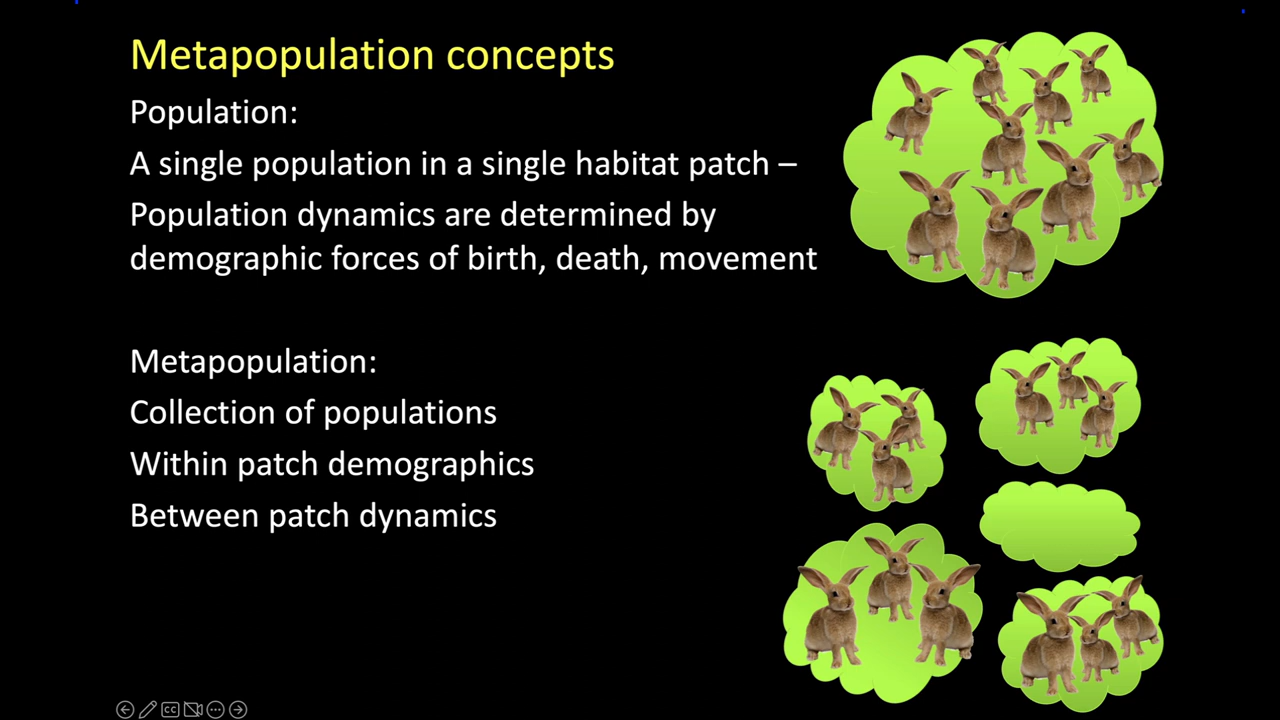 Metapopulation concepts
Population:
A single population in a single habitat patch –
Population dynamics are determined by
demographic forces of birth, death, movement
Metapopulation:
Collection of populations
Within patch demographics
Between patch dynamics
CC